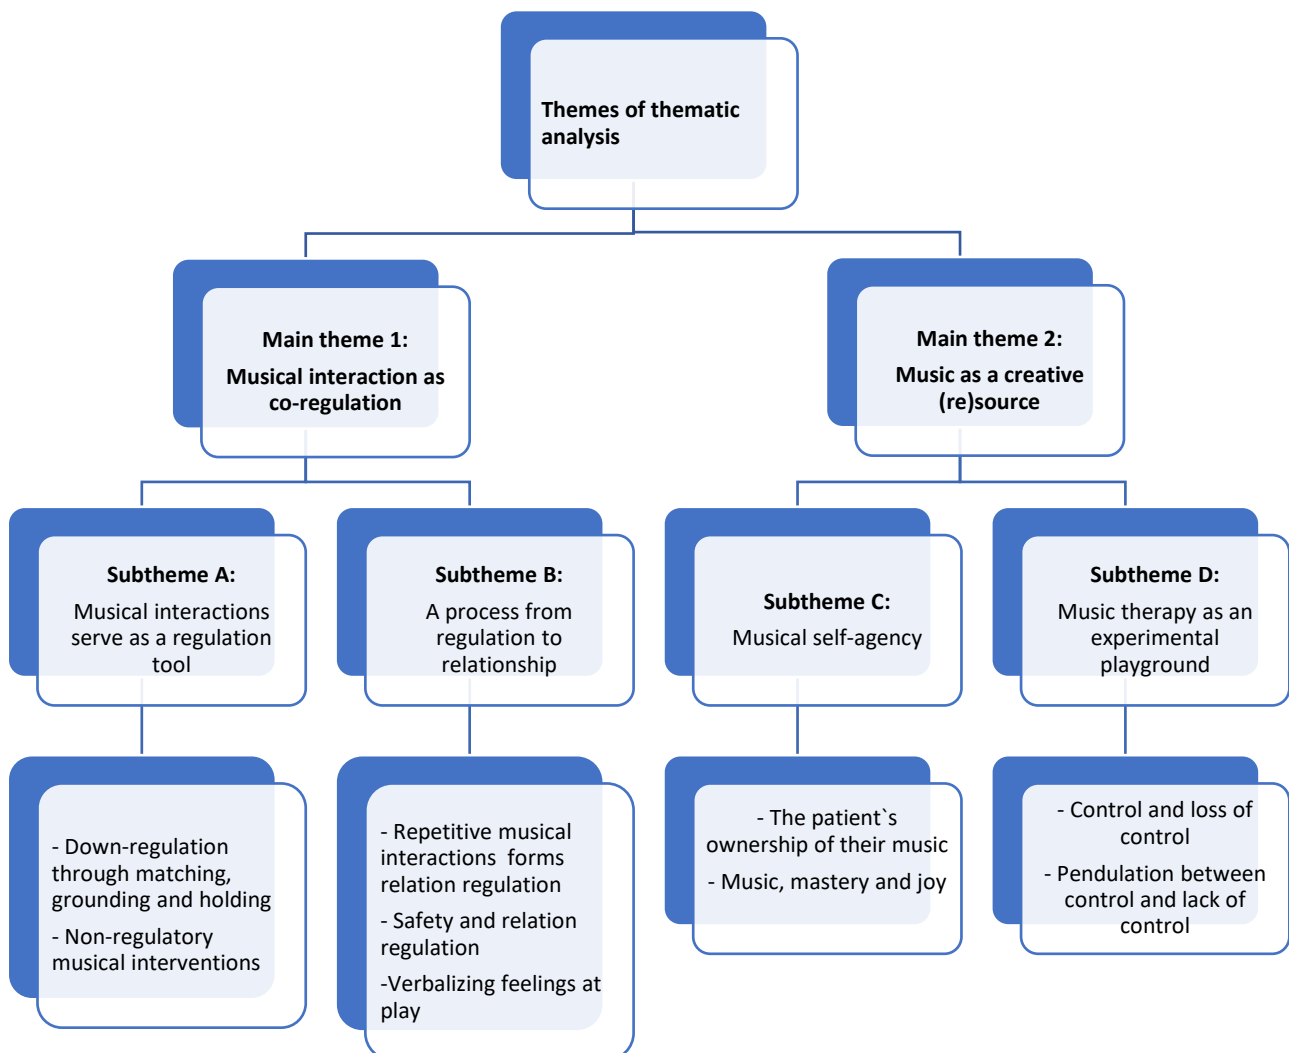 Themes of thematic
analysis
Main theme 1:
Musical interaction as
co-regulation
Main theme 2:
Music as a creative
(re)source
Subtheme A:
Musical interactions
serve as a regulation
tool
Subtheme B:
A process from
regulation to
relationship
Subtheme C:
Musical self-agency
Subtheme D:
Music therapy as an
experimental
playground
- Down-regulation
through matching,
grounding and holding
- Non-regulatory
musical interventions
- Repetitive musical
interactions  forms
relation regulation
- Safety and relation
regulation
-Verbalizing feelings at
play
- The patient`s
ownership of their music
- Music, mastery and joy
- Control and loss of
control
- Pendulation between
control and lack of
control